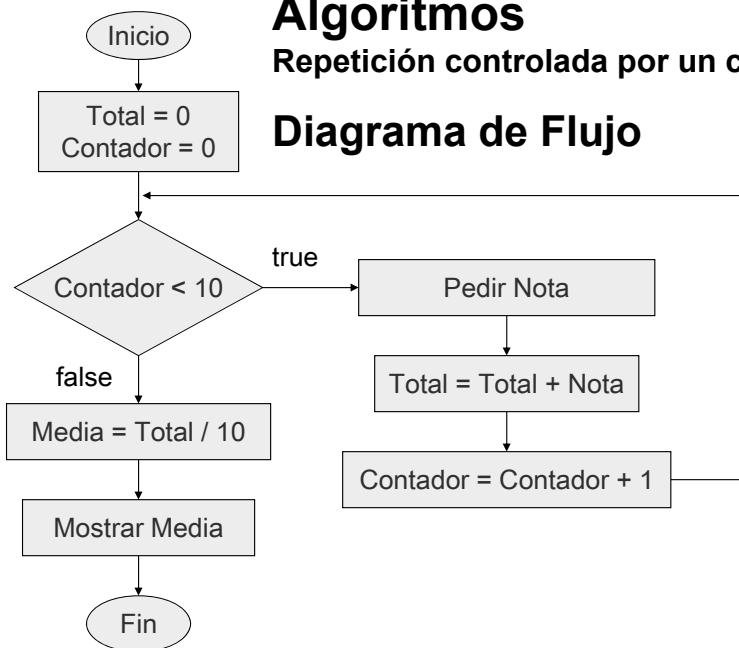 Algoritmos
Repetición controlada por un
Diagrama de Flujo
Inicio
Total = 0
Contador = 0
Contador < 10
true
false
Pedir Nota
Total = Total + Nota
Contador = Contador + 1
Media = Total / 10
Mostrar Media
Fin